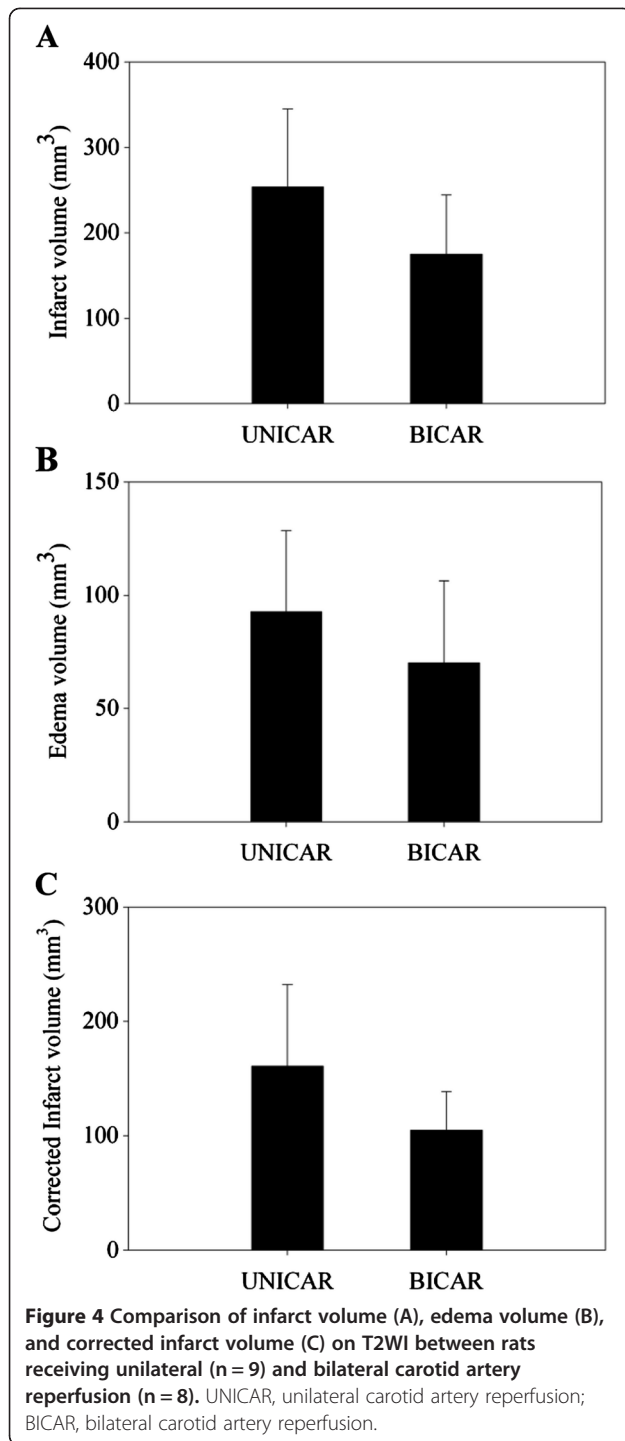 A
400
300
200
100
0
Infarct volume (mm³)
UNICAR BICAR
B
150
100
50
0
Edema volume (mm³)
UNICAR BICAR
C
300
200
100
0
Corrected Infarct volume (mm³)
UNICAR BICAR
Figure 4 Comparison of infarct volume (A), edema volume (B),
and corrected infarct volume (C) on T2WI between rats
receiving unilateral (n = 9) and bilateral carotid artery
reperfusion (n = 8). UNICAR, unilateral carotid artery reperfusion;
BICAR, bilateral carotid artery reperfusion.